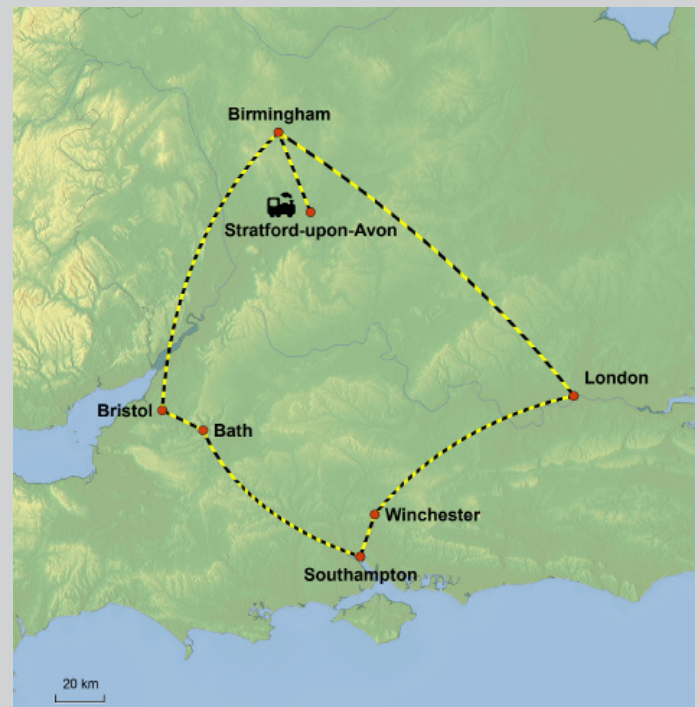 Birmingham
Stratford-upon-Avon
London
Bristol
Bath
Winchester
Southampton
20 km